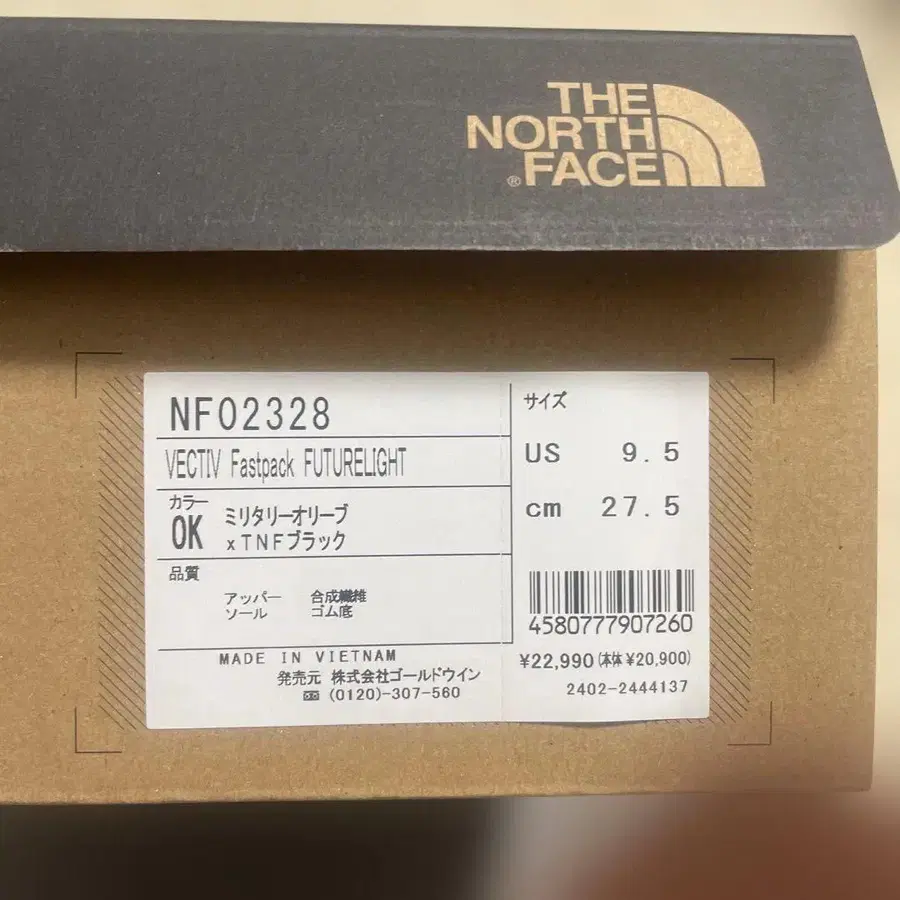 THE
NORTH
FACE®
NF02328
VECTIV Fastpack FUTURELIGHT
カラー
OK ミリタリーオリーブ
xTNFブラック
品質
アッパー 合成繊維
ソール ゴム底
MADE IN VIETNAM
発売元 株式会社ゴールドウイン
(0120)-307-560
サイズ
US 9.5
cm 27.5
4580777907260
¥22,990(本体¥20,900)
2402-2444137